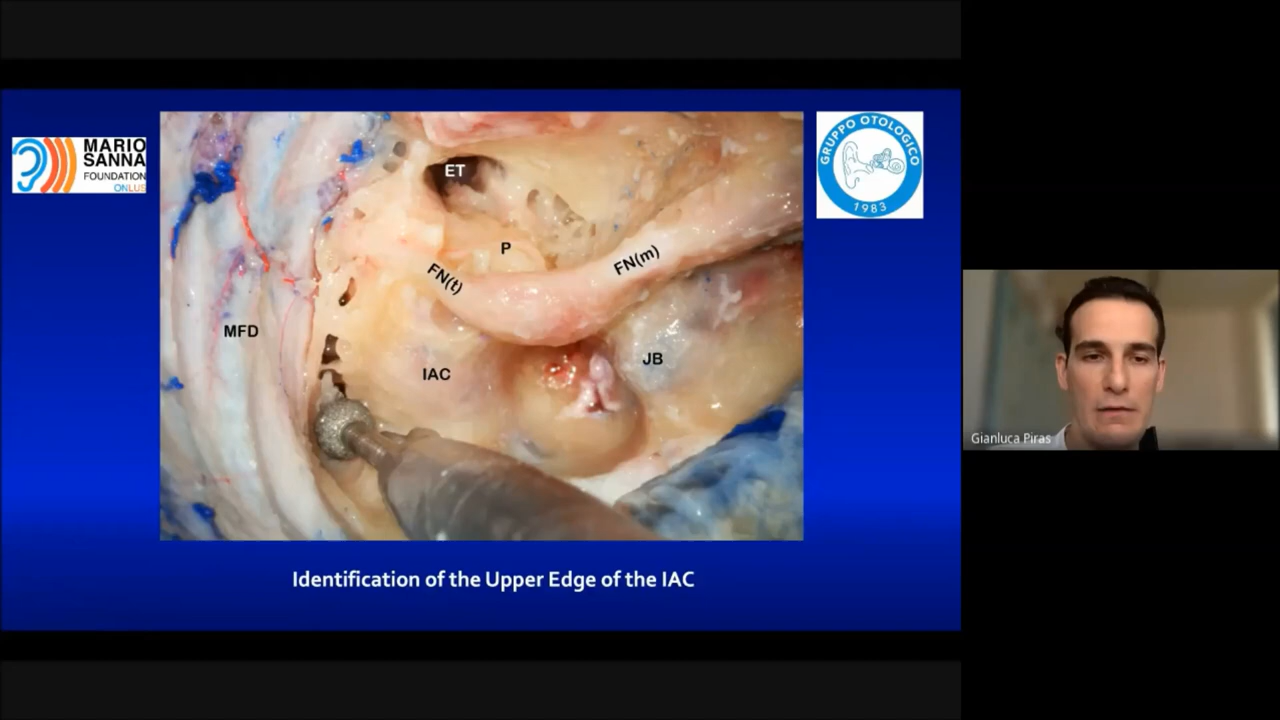 MARIO
SANNA
FOUNDATION
ONLUS
GRUPPO OTOLOGICO
1983
ET
P
FN(t)
FN(m)
MFD
IAC
JB
Identification of the Upper Edge of the IAC
Gianluca Piras